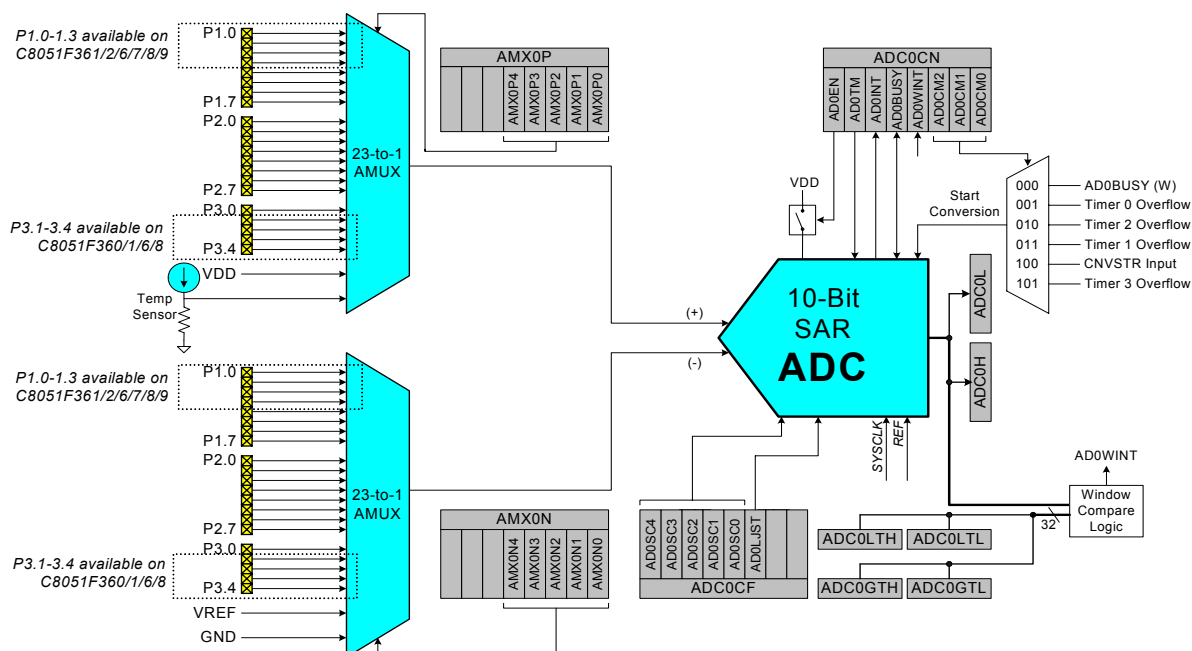 P1.0-1.3 available on
C8051F361/2/6/7/8/9
P1.0
P1.7
P2.0
P2.7
P3.0
P3.1-3.4 available on
C8051F360/1/6/8
P3.4
VDD
Temp
Sensor
23-to-1
AMUX
AMX0P
AMX0P4
AMX0P3
AMX0P2
AMX0P1
AMX0P0
ADC0CN
AD0EN
AD0TM
AD0INT
AD0BUSY
AD0WINT
AD0CM2
AD0CM1
AD0CM0
VDD
Start
Conversion
000
001
010
011
100
101
AD0BUSY (W)
Timer 0 Overflow
Timer 2 Overflow
Timer 1 Overflow
CNVSTR Input
Timer 3 Overflow
(+)
(-)
10-Bit
SAR
ADC
ADC0L
ADC0H
SYSCLK
REF
P1.0-1.3 available on
C8051F361/2/6/7/8/9
P1.0
P1.7
P2.0
P2.7
P3.0
P3.1-3.4 available on
C8051F360/1/6/8
P3.4
VREF
GND
23-to-1
AMUX
AMX0N
AMX0N4
AMX0N3
AMX0N2
AMX0N1
AMX0N0
AD0SC4
AD0SC3
AD0SC2
AD0SC1
AD0SC0
AD0LJST
ADC0CF
AD0WINT
Window
Compare
Logic
32
ADC0LTH
ADC0LTL
ADC0GTH
ADC0GTL